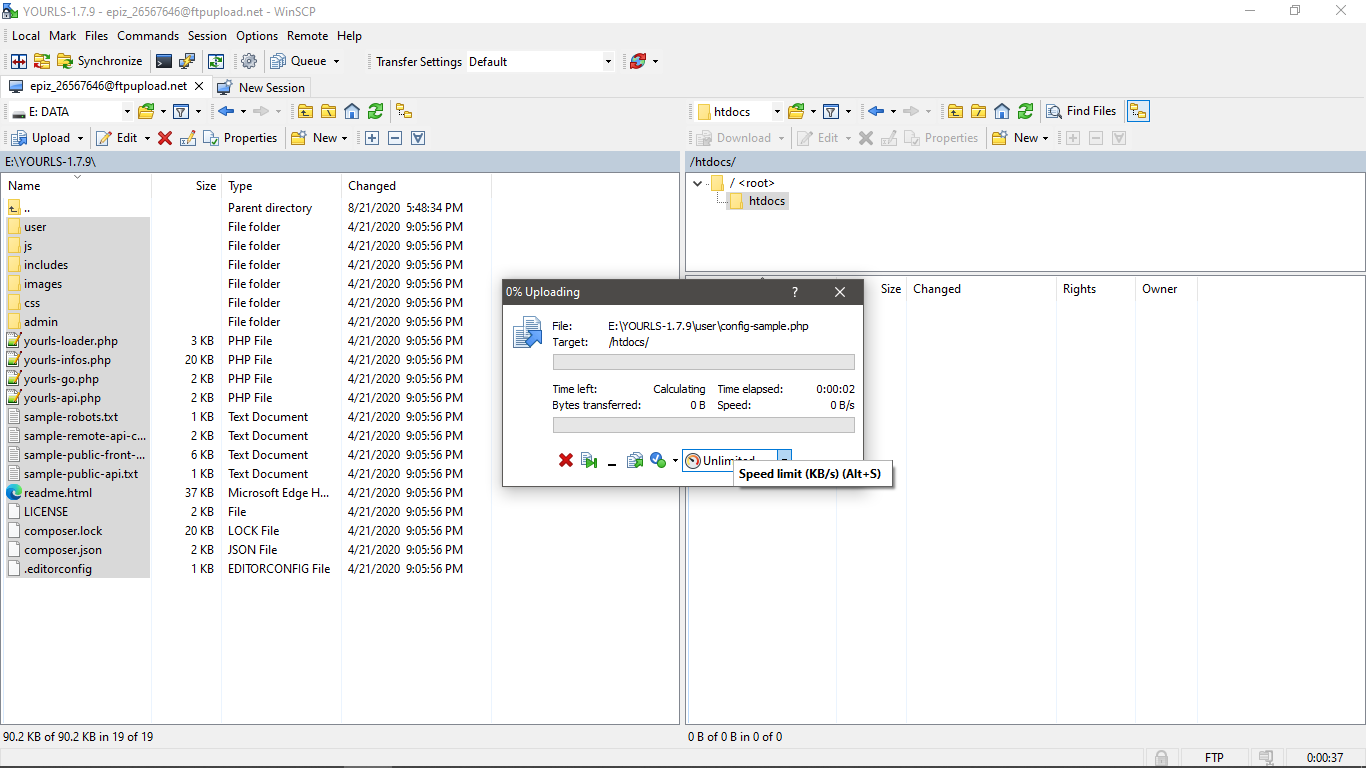 YOURLS-1.7.9 - epiz_26567646@ftpupload.net - WinSCP
Local Mark Files Commands Session Options Remote Help
Synchronize Queue Transfer Settings Default
epiz_26567646@ftpupload.net New Session
E: DATA htdocs Find Files
Upload Edit Properties New Download Edit Properties New
E:\YOURLS-1.7.9\ /htdocs/
Name Size Type Changed
.. Parent directory 8/21/2020 5:48:34 PM
user File folder 4/21/2020 9:05:56 PM
js File folder 4/21/2020 9:05:56 PM
includes File folder 4/21/2020 9:05:56 PM
images File folder 4/21/2020 9:05:56 PM
css File folder 4/21/2020 9:05:56 PM
admin File folder 4/21/2020 9:05:56 PM
yourls-loader.php 3 KB PHP File 4/21/2020 9:05:56 PM
yourls-infos.php 20 KB PHP File 4/21/2020 9:05:56 PM
yourls-go.php 2 KB PHP File 4/21/2020 9:05:56 PM
yourls-api.php 2 KB PHP File 4/21/2020 9:05:56 PM
sample-robots.txt 1 KB Text Document 4/21/2020 9:05:56 PM
sample-remote-api-c... 2 KB Text Document 4/21/2020 9:05:56 PM
sample-public-front-... 6 KB Text Document 4/21/2020 9:05:56 PM
sample-public-api.txt 1 KB Text Document 4/21/2020 9:05:56 PM
readme.html 37 KB Microsoft Edge H... 4/21/2020 9:05:56 PM
LICENSE 2 KB File 4/21/2020 9:05:56 PM
composer.lock 20 KB LOCK File 4/21/2020 9:05:56 PM
composer.json 2 KB JSON File 4/21/2020 9:05:56 PM
.editorconfig 1 KB EDITORCONFIG File 4/21/2020 9:05:56 PM
/ <root>
htdocs
Size Changed Rights Owner
0% Uploading ?
File: E:\YOURLS-1.7.9\user\config-sample.php
Target: /htdocs/
Time left: Calculating Time elapsed: 0:00:02
Bytes transferred: 0 B Speed: 0 B/s
Unlimited
Speed limit (KB/s) (Alt+S)
90.2 KB of 90.2 KB in 19 of 19 0 B of 0 B in 0 of 0
FTP 0:00:37